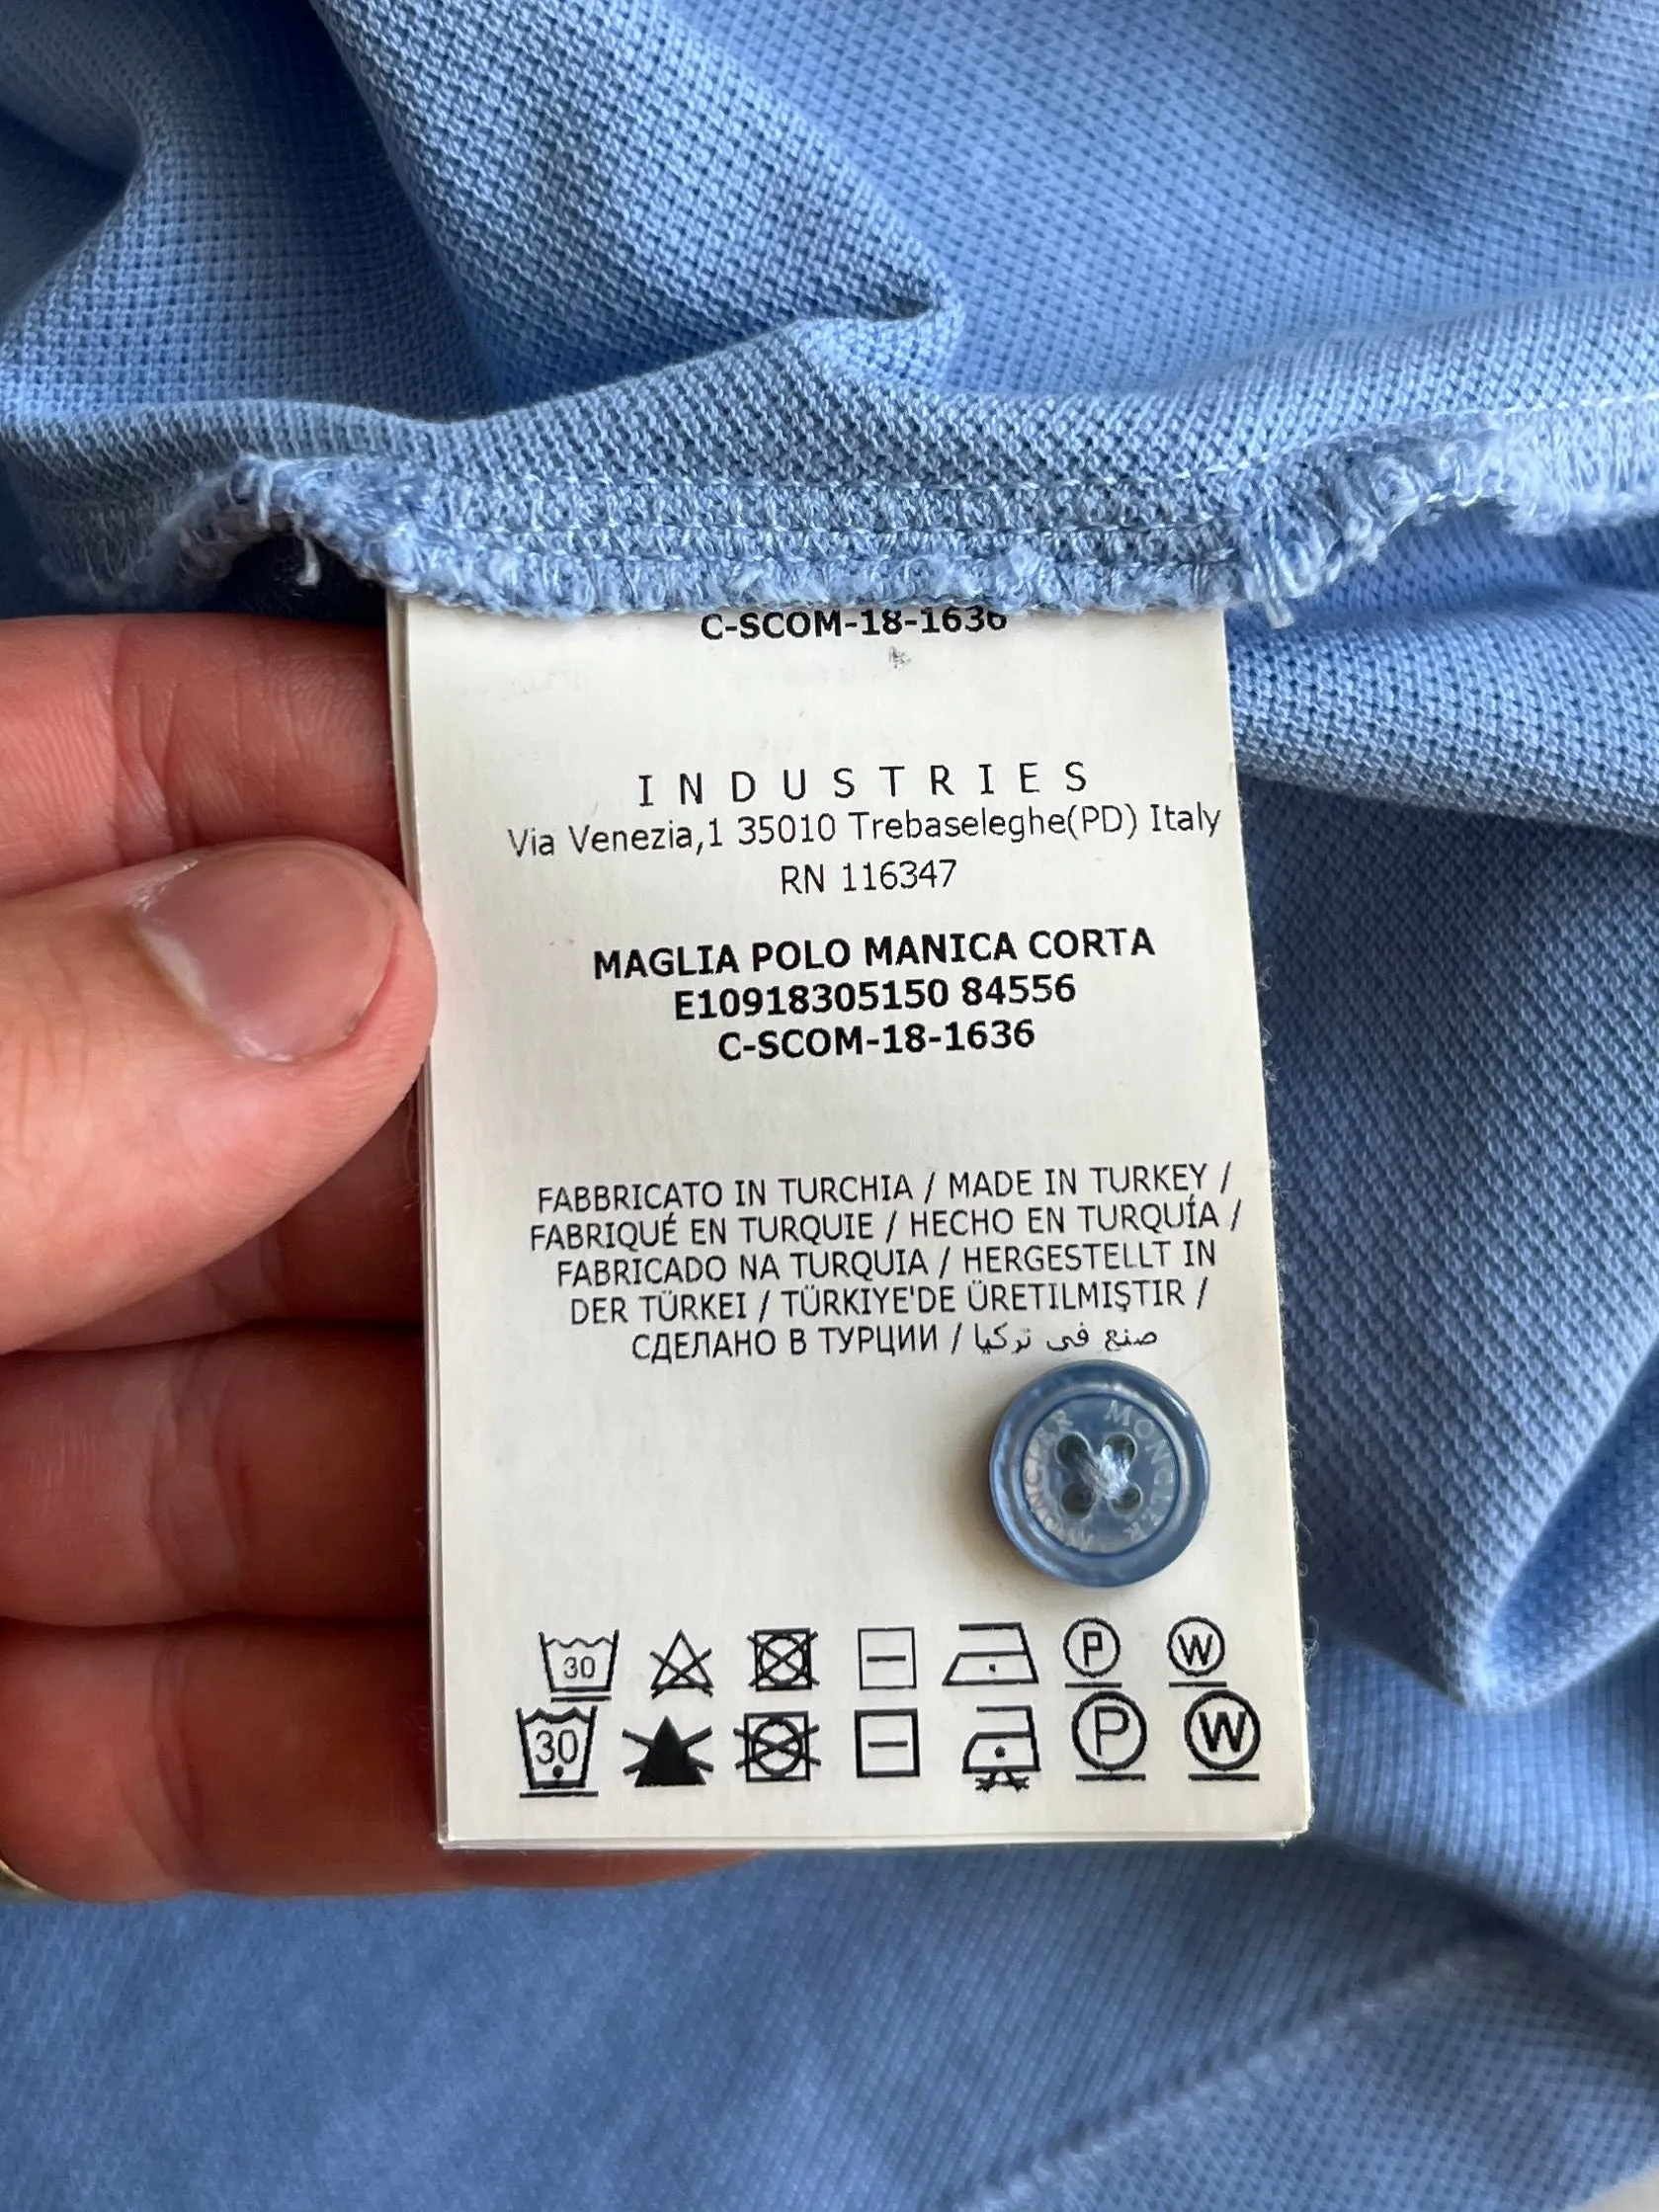 C-SCOM-18-1636
INDUSTRIES
Via Venezia,1 35010 Trebaseleghe(PD) Italy
RN 116347
MAGLIA POLO MANICA CORTA
E10918305150 84556
C-SCOM-18-1636
FABBRICATO IN TURCHIA / MADE IN TURKEY /
FABRIQUÉ EN TURQUIE / HECHO EN TURQUÍA /
FABRICADO NA TURQUIA / HERGESTELLT IN
DER TÜRKEI / TÜRKIYE'DE ÜRETILMIŞTIR /
СДЕЛАНО В ТУРЦИИ / صنع في تركيا
MONCLER MONCLER
30 P W
30 P W